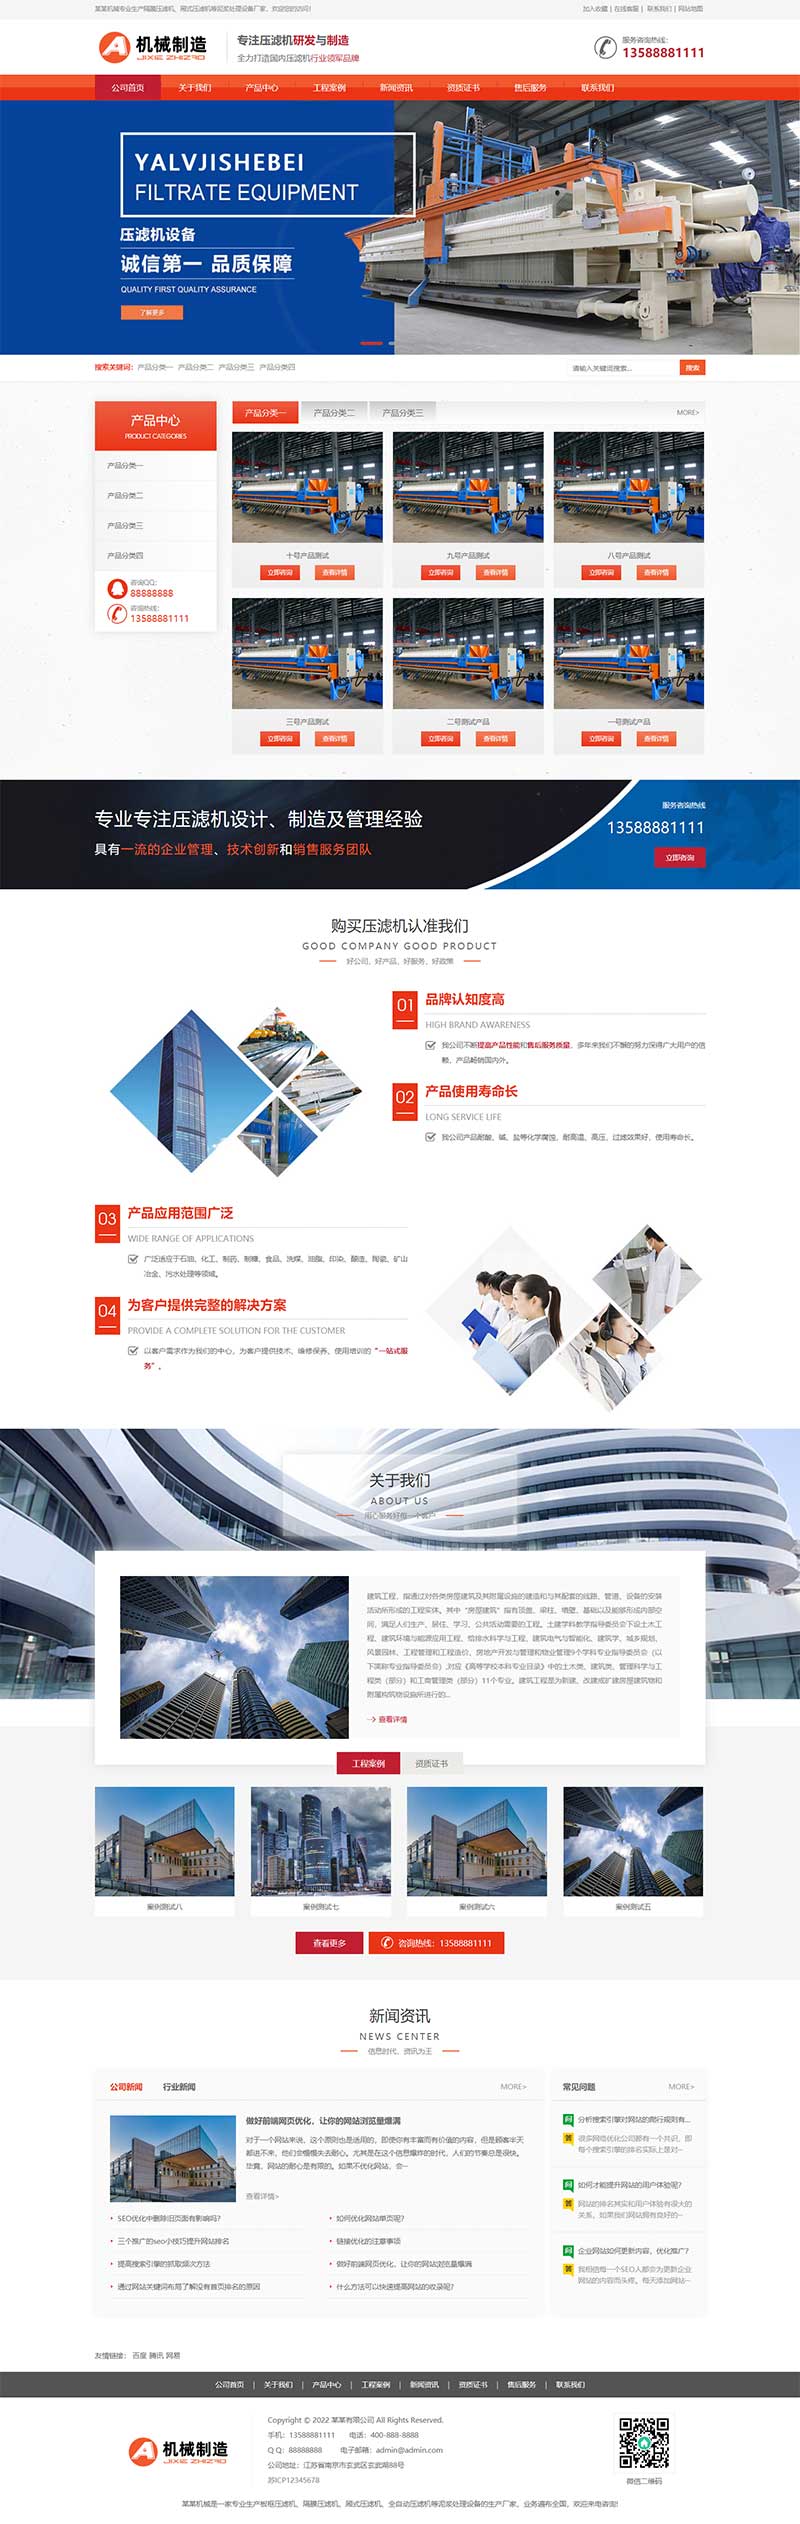 某某机械专业生产隔膜压滤机、厢式压滤机等泥浆处理设备厂家，欢迎您的访问！
加入收藏 | 在线客服 | 联系我们 | 网站地图
机械制造
JIXIE ZHIZAO
专注压滤机研发与制造
全力打造国内压滤机行业领军品牌
服务咨询热线：
13588881111
公司首页 关于我们 产品中心 工程案例 新闻资讯 资质证书 售后服务 联系我们
YALVJISHEBEI
FILTRATE EQUIPMENT
压滤机设备
诚信第一 品质保障
QUALITY FIRST QUALITY ASSURANCE
了解更多
搜索关键词： 产品分类一 产品分类二 产品分类三 产品分类四
请输入关键词搜索... 搜索
产品中心
PRODUCT CATEGORIES
产品分类一
产品分类二
产品分类三
产品分类四
咨询QQ：
88888888
咨询热线：
13588881111
产品分类一 产品分类二 产品分类三 MORE>
十号产品测试 九号产品测试 八号产品测试
立即咨询 查看详情 立即咨询 查看详情 立即咨询 查看详情
三号产品测试 二号测试产品 一号测试产品
立即咨询 查看详情 立即咨询 查看详情 立即咨询 查看详情
专业专注压滤机设计、制造及管理经验
具有一流的企业管理、技术创新和销售服务团队
服务咨询热线
13588881111
立即咨询
购买压滤机认准我们
GOOD COMPANY GOOD PRODUCT
好公司、好产品、好服务、好政策
01 品牌认知度高
HIGH BRAND AWARENESS
我公司不断提高产品性能和售后服务质量，多年来我们不懈的努力深得广大用户的信
赖，产品畅销国内外。
02 产品使用寿命长
LONG SERVICE LIFE
我公司产品耐酸、碱、盐等化学腐蚀，耐高温、高压，过滤效果好，使用寿命长。
03 产品应用范围广泛
WIDE RANGE OF APPLICATIONS
广泛适应于石油、化工、制药、制糖、食品、洗煤、油脂、印染、酿造、陶瓷、矿山
冶金、污水处理等领域。
04 为客户提供完整的解决方案
PROVIDE A COMPLETE SOLUTION FOR THE CUSTOMER
以客户需求作为我们的中心，为客户提供技术、维修保养、使用培训的“一站式服
务”。
关于我们
ABOUT US
用心服务好每一个客户
建筑工程，指通过对各类房屋建筑及其附属设施的建造和与其配套的线路、管道、设备的安装
活动所形成的工程实体。其中“房屋建筑”指有顶盖、梁柱、墙壁、基础以及能够形成内部空
间，满足人们生产、居住、学习、公共活动需要的工程。土建学科教学指导委员会下设土木工
程、建筑环境与能源应用工程、给排水科学与工程、建筑电气与智能化、建筑学、城乡规划、
风景园林、工程管理和工程造价、房地产开发与管理和物业管理9个学科专业指导委员会（以
下简称专业指导委员会）,对应《高等学校本科专业目录》中的土木类、建筑类、管理科学与工
程类（部分）和工商管理类（部分）11个专业。建筑工程是为新建、改建或扩建房屋建筑物和
附属构筑物设施所进行的...
查看详情
工程案例 资质证书
案例测试八 案例测试七 案例测试六 案例测试五
查看更多 咨询热线：13588881111
新闻资讯
NEWS CENTER
信息时代，资讯为王
公司新闻 行业新闻 MORE>
做好前端网页优化，让你的网站浏览量爆满
对于一个网站来说，这个原则也是适用的，即使你有丰富而有价值的内容，但是顾客半天
都进不来，他们会慢慢失去耐心。尤其是在这个信息爆炸的时代，人们的节奏总是很快。
毕竟，网站的耐心是有限的。如果不优化网站，会···
查看详情>
SEO优化中删除旧页面有影响吗？
如何优化网站单页呢？
三个推广的seo小技巧提升网站排名
链接优化的注意事项
提高搜索引擎的抓取频次方法
做好前端网页优化，让你的网站浏览量爆满
通过网站关键词布局了解没有首页排名的原因
什么方法可以快速提高网站的收录呢？
常见问题 MORE>
问 分析搜索引擎对网站的爬行规则有...
答 很多网络优化公司都有一个共识，即
每个搜索引擎的排名实际上是对···
问 如何才能提升网站的用户体验呢？
答 网站的排名其实和用户体验有很大的
关系，如果我们网站拥有良好的···
问 企业网站如何更新内容，优化推广？
答 我相信每一个SEO人都会为更新企业
网站的内容而头疼。每天添加网站···
友情链接： 百度 腾讯 网易
公司首页 | 关于我们 | 产品中心 | 工程案例 | 新闻资讯 | 资质证书 | 售后服务 | 联系我们
机械制造
JIXIE ZHIZAO
Copyright © 2022 某某有限公司 All Rights Reserved.
手机：13588881111 电话：400-888-8888
Q Q：88888888 电子邮箱：admin@admin.com
公司地址：江苏省南京市玄武区玄武湖88号
苏ICP12345678
微信二维码
某某机械是一家专业生产板框压滤机、隔膜压滤机、厢式压滤机、全自动压滤机等泥浆处理设备的生产厂家，业务遍布全国，欢迎来电咨询!